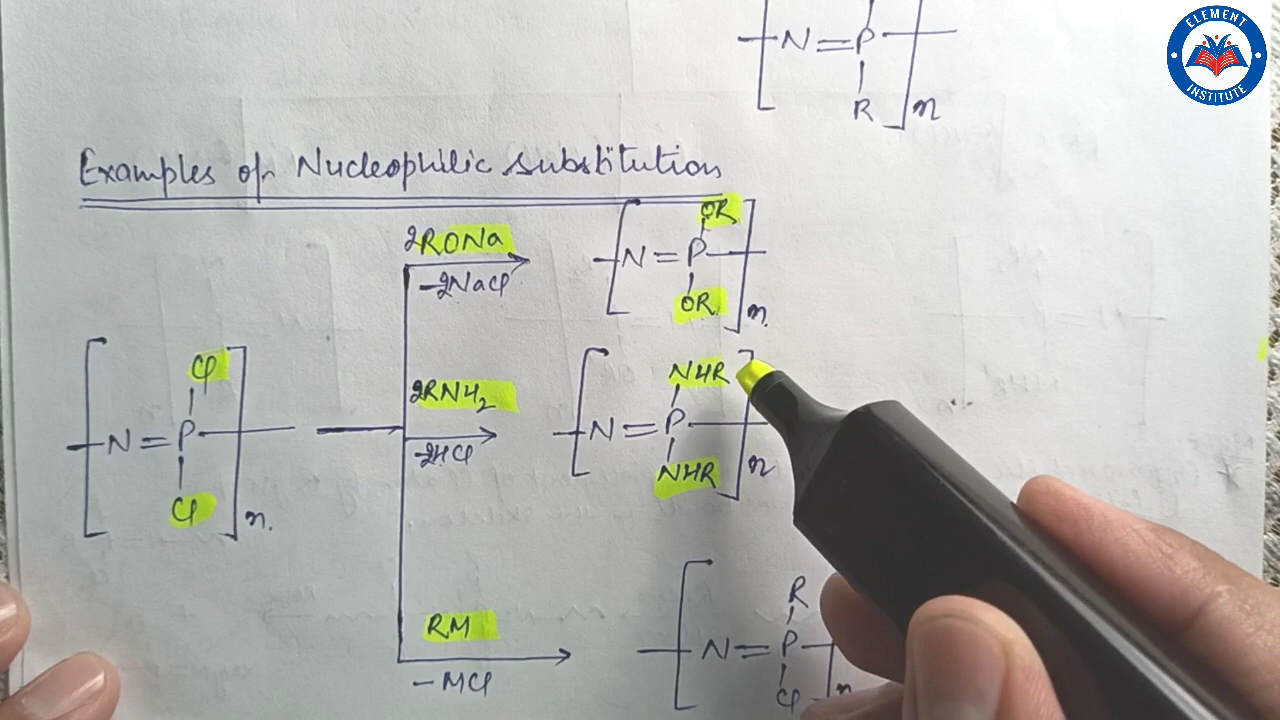 ELEMENT
INSTITUTE
N=P
R
n
Examples of Nucleophilic substitution
2RONa
-2NaCl
OR
N=P
OR
n
Cl
N=P
Cl
n
2RNH2
-2HCl
NHR
N=P
NHR
n
RM
-MCl
R
N=P
Cl
n